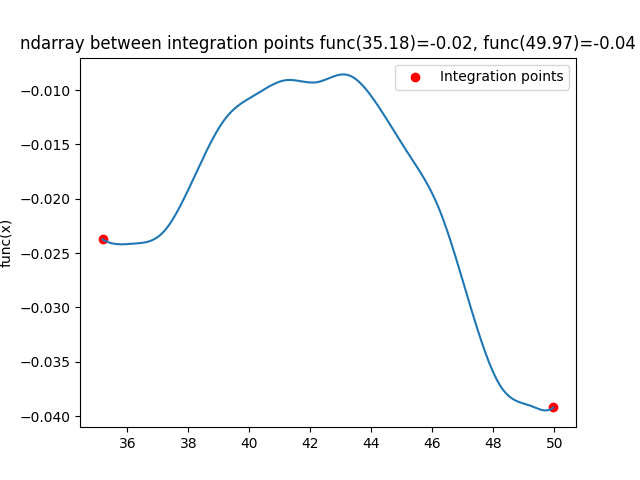 ndarray between integration points func(35.18)=-0.02, func(49.97)=-0.04
Integration points
func(x)
−0.010
−0.015
−0.020
−0.025
−0.030
−0.035
−0.040
36 38 40 42 44 46 48 50